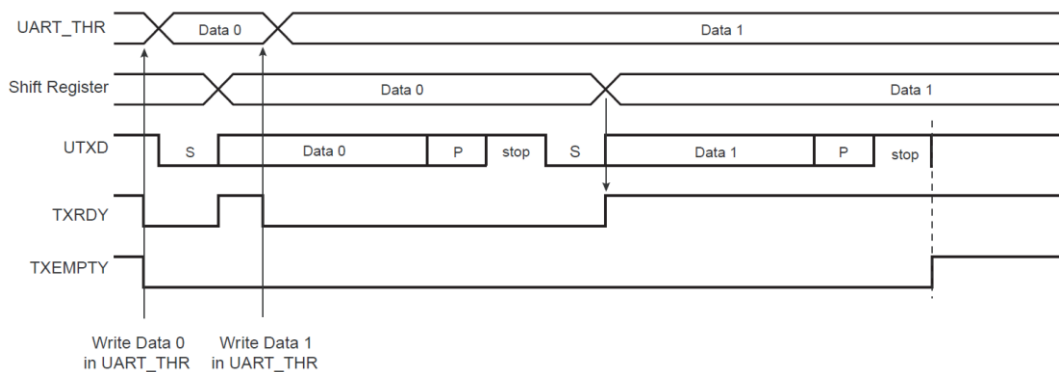 UART_THR Data 0 Data 1
Shift Register Data 0 Data 1
UTXD S Data 0 P stop S Data 1 P stop
TXRDY
TXEMPTY
Write Data 0 Write Data 1
in UART_THR in UART_THR